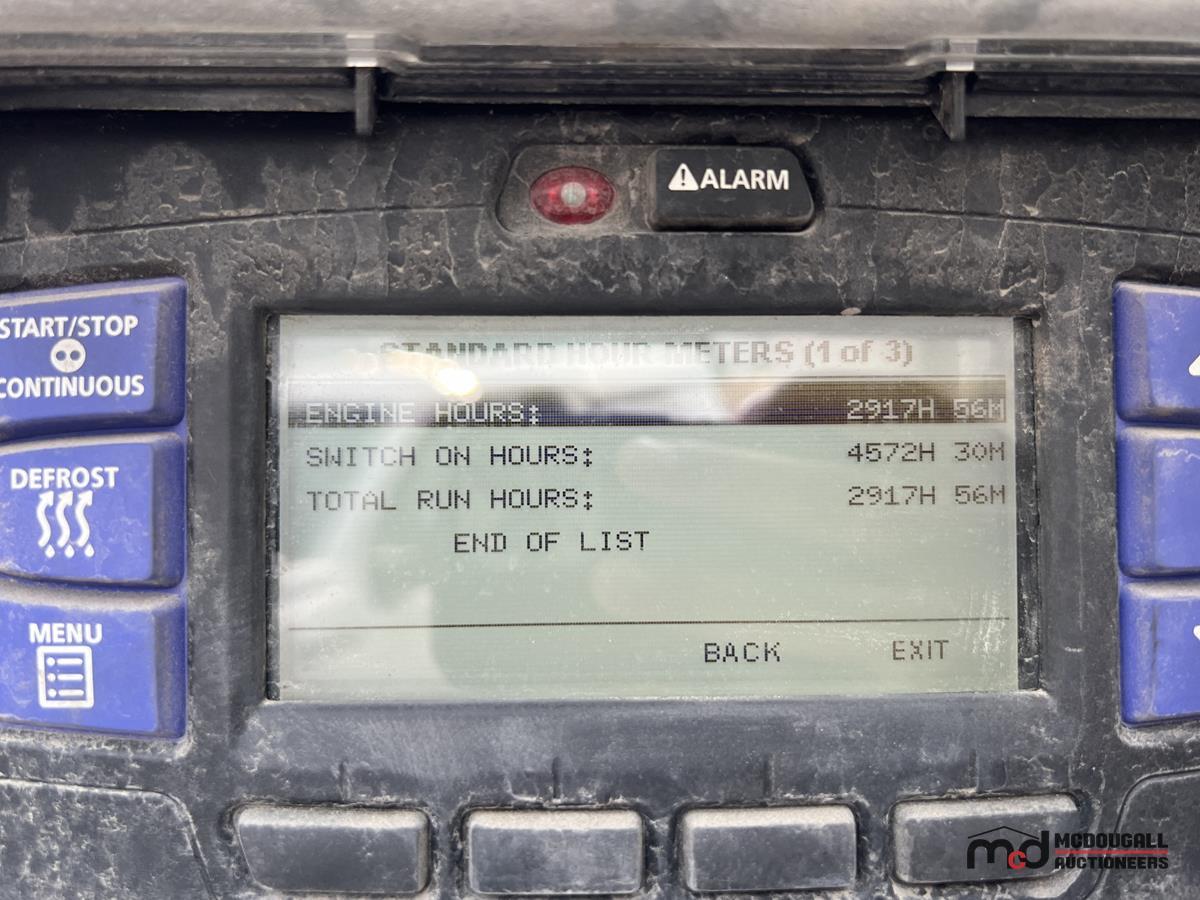 ALARM
START/STOP
CONTINUOUS
STANDARD HOUR METERS (1 of 3)
ENGINE HOURS: 2917H 56M
SWITCH ON HOURS: 4572H 30M
TOTAL RUN HOURS: 2917H 56M
END OF LIST
DEFROST
MENU
BACK EXIT
mcd MCDOUGALL
AUCTIONEERS